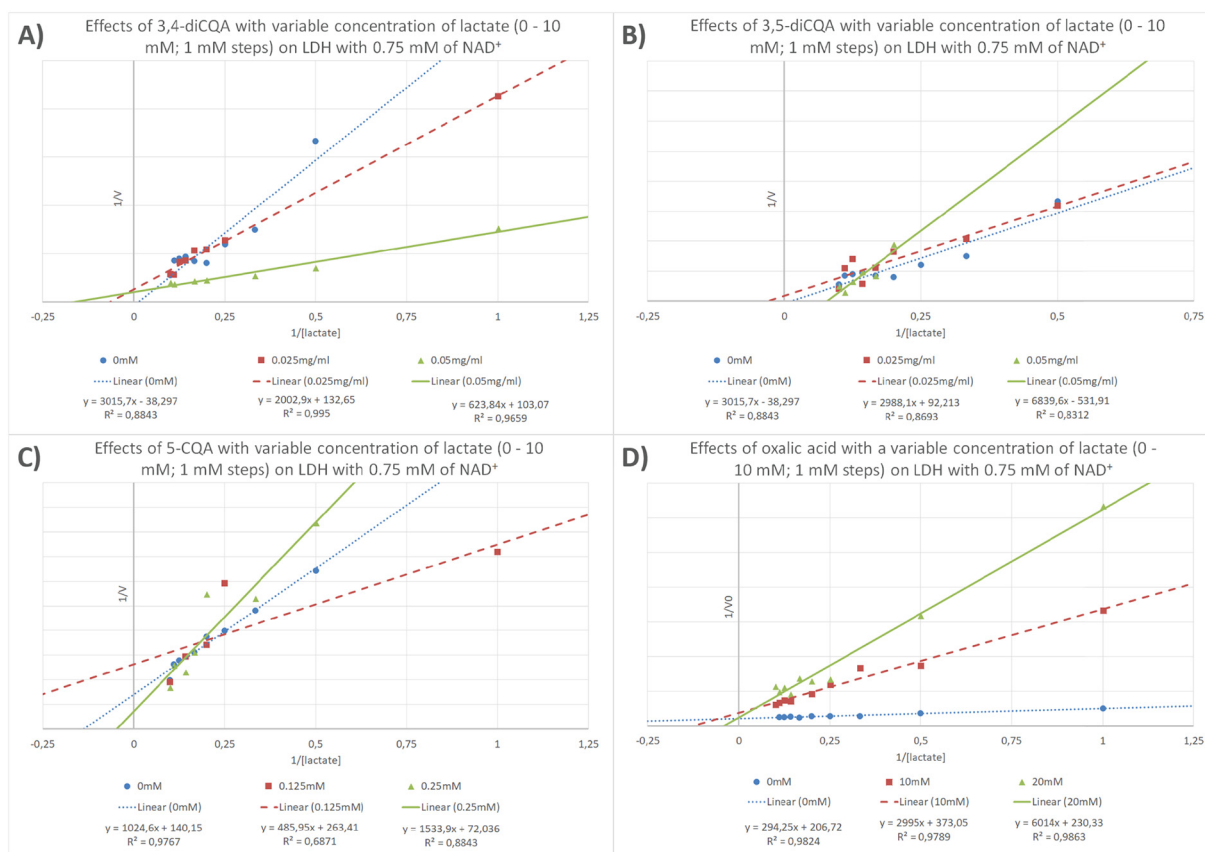 A)
Effects of 3,4-diCQA with variable concentration of lactate (0 - 10
mM; 1 mM steps) on LDH with 0.75 mM of NAD⁺
1/V
-0,25 0 0,25 0,5 0,75 1 1,25
1/[lactate]
0mM 0.025mg/ml 0.05mg/ml
Linear (0mM) Linear (0.025mg/ml) Linear (0.05mg/ml)
y = 3015,7x - 38,297 y = 2002,9x + 132,65 y = 623,84x + 103,07
R² = 0,8843 R² = 0,995 R² = 0,9659
B)
Effects of 3,5-diCQA with variable concentration of lactate (0 - 10
mM; 1 mM steps) on LDH with 0.75 mM of NAD⁺
1/V
-0,25 0 0,25 0,5 0,75
1/[lactate]
0mM 0.025mg/ml 0.05mg/ml
Linear (0mM) Linear (0.025mg/ml) Linear (0.05mg/ml)
y = 3015,7x - 38,297 y = 2988,1x + 92,213 y = 6839,6x - 531,91
R² = 0,8843 R² = 0,8693 R² = 0,8312
C)
Effects of 5-CQA with variable concentration of lactate (0 - 10
mM; 1 mM steps) on LDH with 0.75 mM of NAD⁺
1/V
-0,25 0 0,25 0,5 0,75 1 1,25
1/[lactate]
0mM 0.125mM 0.25mM
Linear (0mM) Linear (0.125mM) Linear (0.25mM)
y = 1024,6x + 140,15 y = 485,95x + 263,41 y = 1533,9x + 72,036
R² = 0,9767 R² = 0,6871 R² = 0,8843
D)
Effects of oxalic acid with a variable concentration of lactate (0 -
10 mM; 1 mM steps) on LDH with 0.75 mM of NAD⁺
1/V0
-0,25 0 0,25 0,5 0,75 1 1,25
1/[lactate]
0mM 10mM 20mM
Linear (0mM) Linear (10mM) Linear (20mM)
y = 294,25x + 206,72 y = 2995x + 373,05 y = 6014x + 230,33
R² = 0,9824 R² = 0,9789 R² = 0,9863